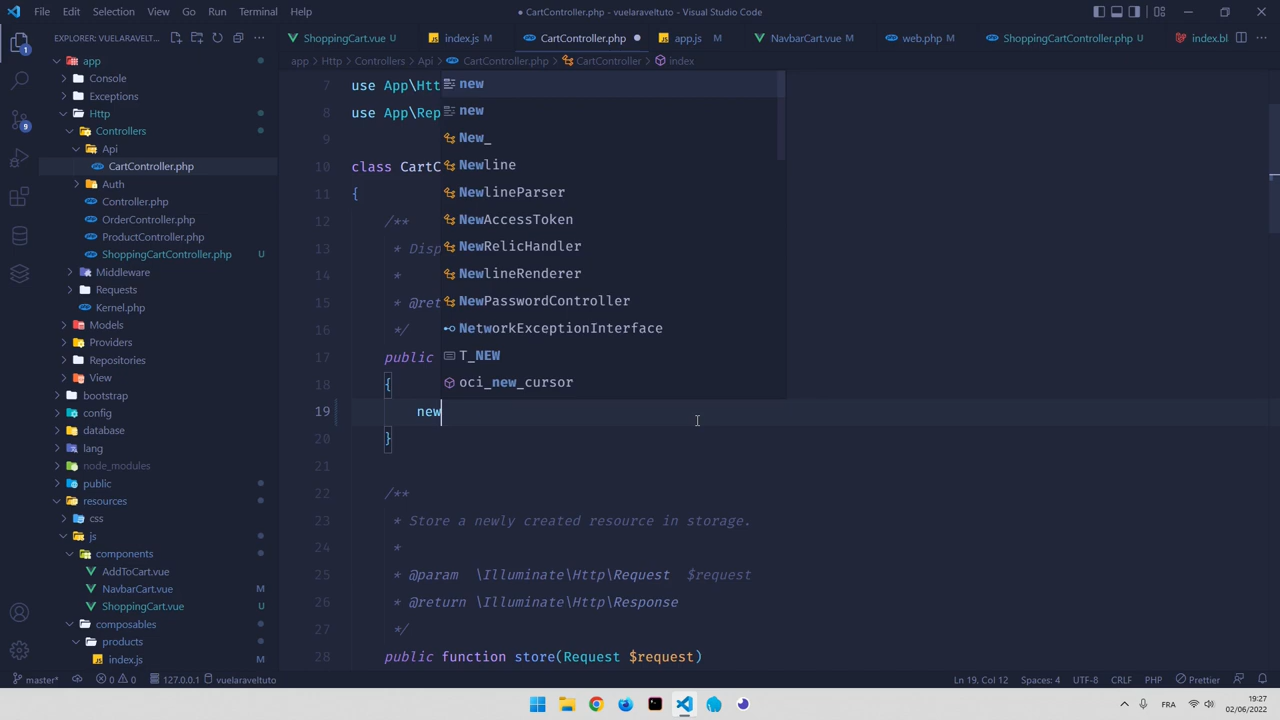 File Edit Selection View Go Run Terminal Help
● CartController.php - vuelaraveltuto - Visual Studio Code
EXPLORER: VUELARAVELT...
ShoppingCart.vue U
index.js M
CartController.php
app.js M
NavbarCart.vue M
web.php M
ShoppingCartController.php U
index.bl
app > Http > Controllers > Api > CartController.php > CartController > index
1
9
app
Console
Exceptions
Http
Controllers
Api
CartController.php
Auth
Controller.php
OrderController.php
ProductController.php
ShoppingCartController.php U
Middleware
Requests
Kernel.php
Models
Providers
Repositories
View
bootstrap
config
database
lang
node_modules
public
resources
css
js
components
AddToCart.vue
NavbarCart.vue M
ShoppingCart.vue U
composables
products
index.js M
7 use App\Htt
8 use App\Rep
9
10 class CartC
11 {
12 /**
13 * Disp
14 *
15 * @ret
16 */
17 public
18 {
19 new
20 }
21
22 /**
23 * Store a newly created resource in storage.
24 *
25 * @param \Illuminate\Http\Request $request
26 * @return \Illuminate\Http\Response
27 */
28 public function store(Request $request)
new
new
New_
Newline
NewlineParser
NewAccessToken
NewRelicHandler
NewlineRenderer
NewPasswordController
NetworkExceptionInterface
T_NEW
oci_new_cursor
master* 0 0 127.0.0.1 vuelaraveltuto
Ln 19, Col 12 Spaces: 4 UTF-8 CRLF PHP Prettier
FRA
19:27
02/06/2022